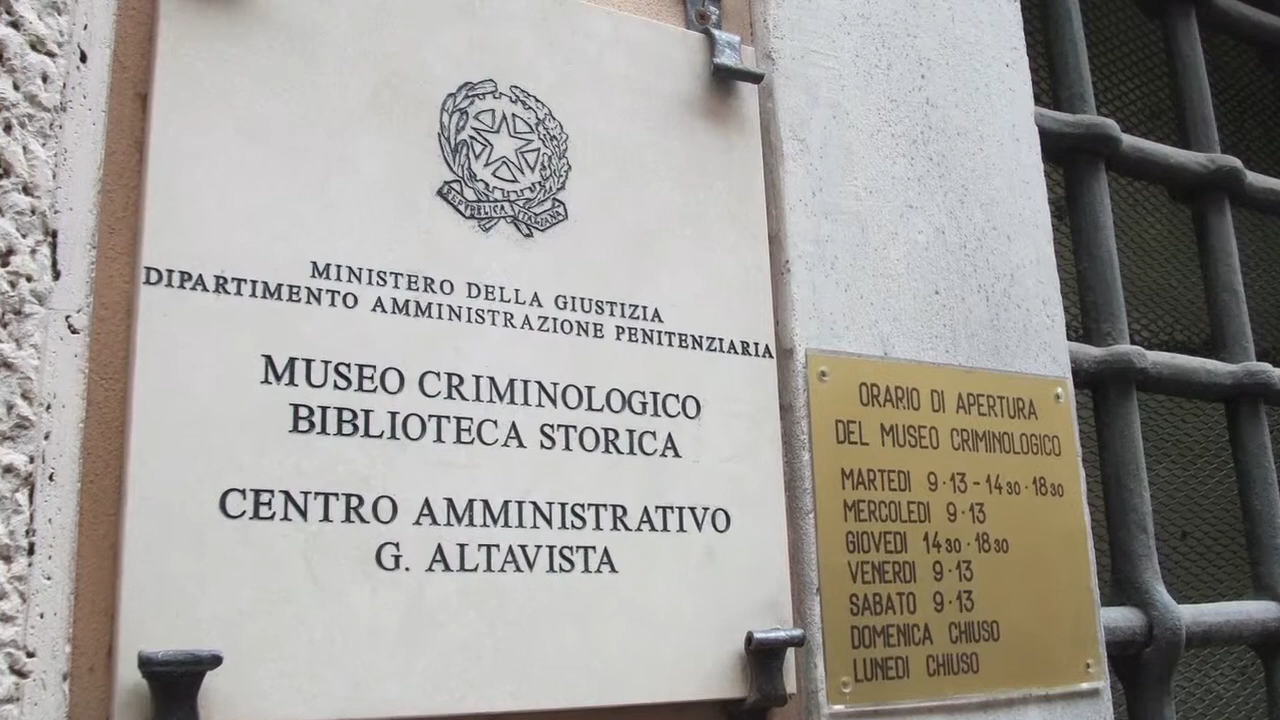 REPVBBLICA ITALIANA
MINISTERO DELLA GIUSTIZIA
DIPARTIMENTO AMMINISTRAZIONE PENITENZIARIA
MUSEO CRIMINOLOGICO
BIBLIOTECA STORICA
CENTRO AMMINISTRATIVO
G. ALTAVISTA
ORARIO DI APERTURA
DEL MUSEO CRIMINOLOGICO
MARTEDI 9·13 - 14 30 · 18 30
MERCOLEDI 9·13
GIOVEDI 14 30 · 18 30
VENERDI 9·13
SABATO 9·13
DOMENICA CHIUSO
LUNEDI CHIUSO